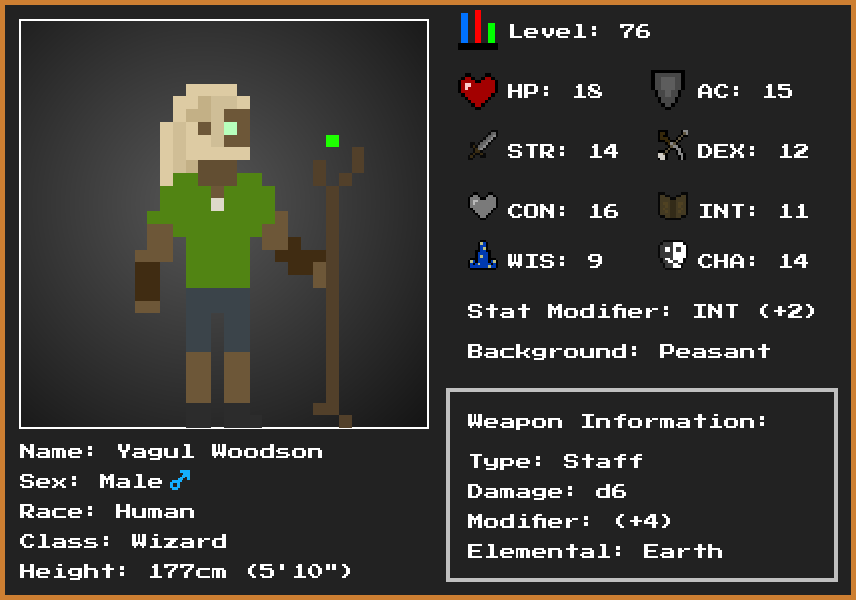 Level: 76
HP: 18 AC: 15
STR: 14 DEX: 12
CON: 16 INT: 11
WIS: 9 CHA: 14
Stat Modifier: INT (+2)
Background: Peasant
Weapon Information:
Type: Staff
Damage: d6
Modifier: (+4)
Elemental: Earth
Name: Yagul Woodson
Sex: Male ♂
Race: Human
Class: Wizard
Height: 177cm (5'10")